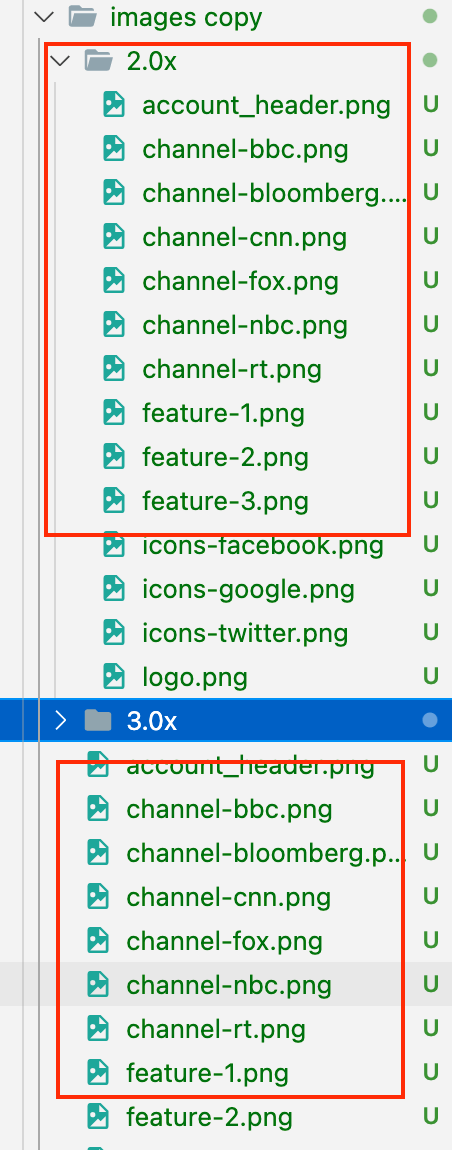 images copy
2.0x
account_header.png U
channel-bbc.png U
channel-bloomberg.... U
channel-cnn.png U
channel-fox.png U
channel-nbc.png U
channel-rt.png U
feature-1.png U
feature-2.png U
feature-3.png U
icons-facebook.png U
icons-google.png U
icons-twitter.png U
logo.png U
3.0x
account_header.png U
channel-bbc.png U
channel-bloomberg.p... U
channel-cnn.png U
channel-fox.png U
channel-nbc.png U
channel-rt.png U
feature-1.png U
feature-2.png U